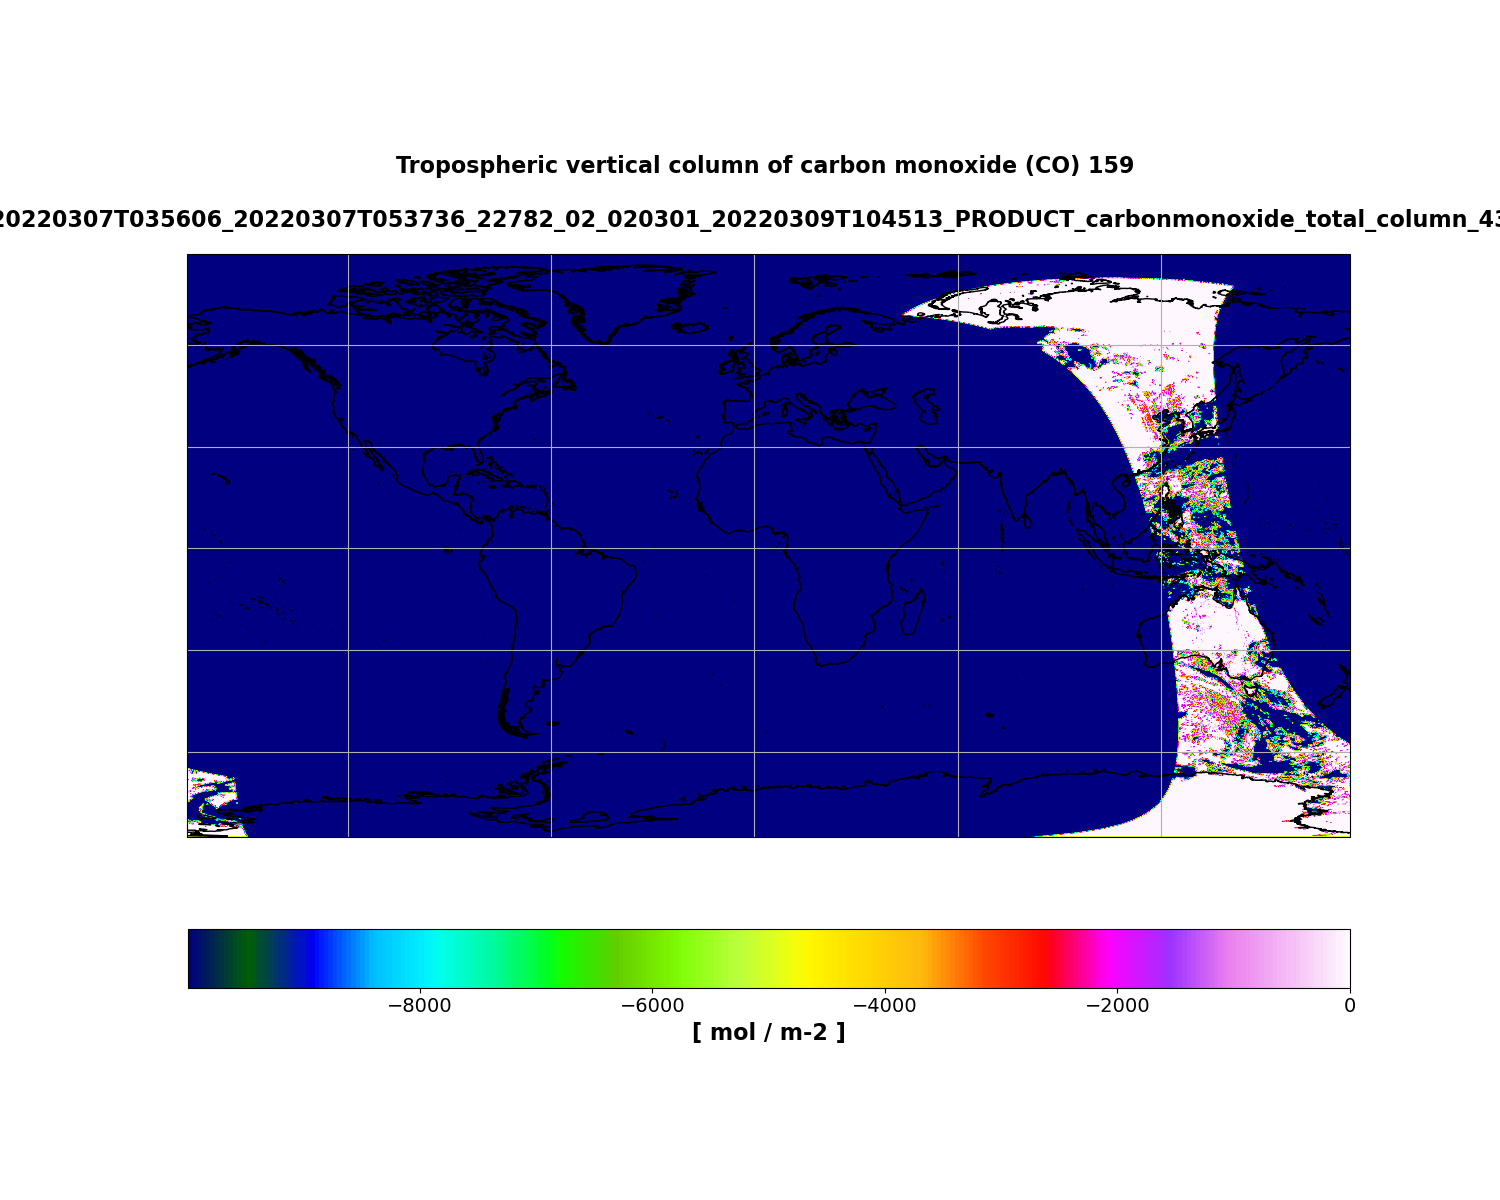 Tropospheric vertical column of carbon monoxide (CO) 159
20220307T035606_20220307T053736_22782_02_020301_20220309T104513_PRODUCT_carbonmonoxide_total_column_43
−8000 −6000 −4000 −2000 0
[ mol / m-2 ]